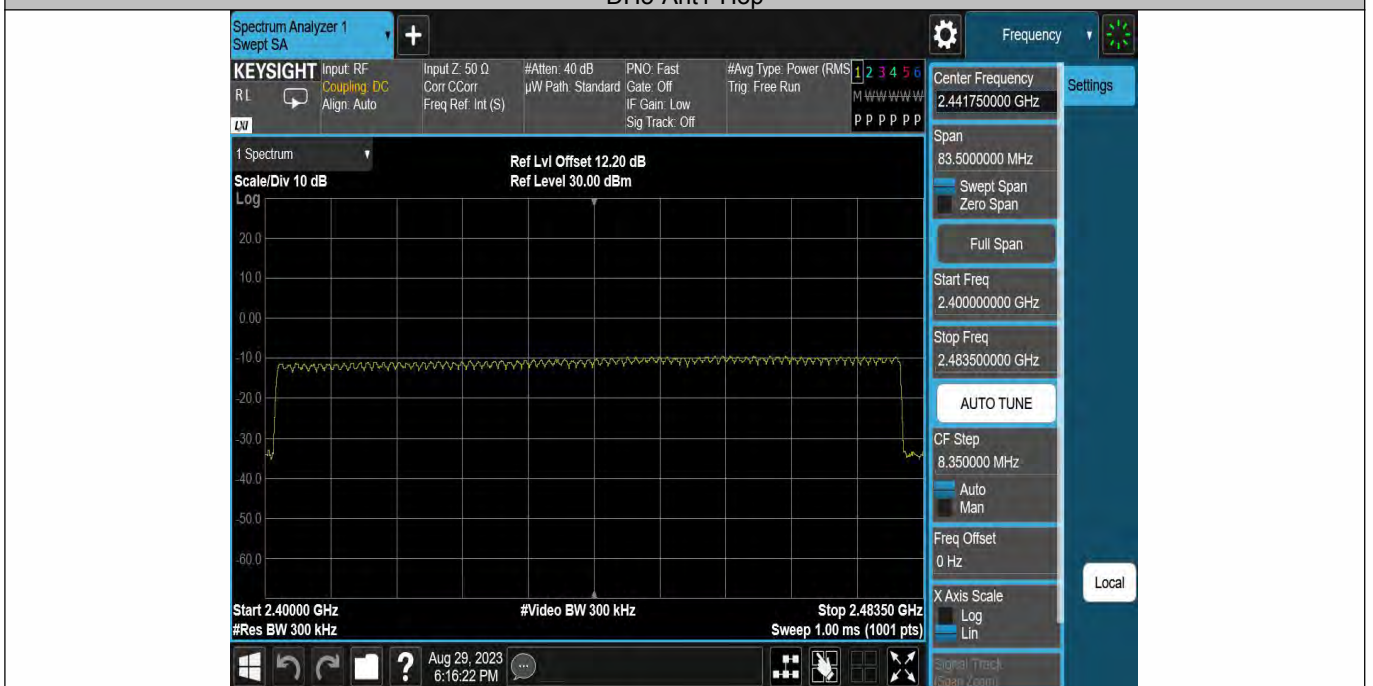 Spectrum Analyzer 1
Swept SA
+
Frequency
KEYSIGHT
RL
LXI
Input: RF
Coupling: DC
Align: Auto
Input Z: 50 Ω
Corr CCorr
Freq Ref: Int (S)
#Atten: 40 dB
µW Path: Standard
PNO: Fast
Gate: Off
IF Gain: Low
Sig Track: Off
#Avg Type: Power (RMS
Trig: Free Run
1 2 3 4 5 6
M W W W W W
P P P P P P
1 Spectrum
Scale/Div 10 dB
Log
Ref Lvl Offset 12.20 dB
Ref Level 30.00 dBm
20.0
10.0
0.00
-10.0
-20.0
-30.0
-40.0
-50.0
-60.0
Start 2.40000 GHz
#Res BW 300 kHz
#Video BW 300 kHz
Stop 2.48350 GHz
Sweep 1.00 ms (1001 pts)
?
Aug 29, 2023
6:16:22 PM
Center Frequency
2.441750000 GHz
Settings
Span
83.5000000 MHz
Swept Span
Zero Span
Full Span
Start Freq
2.400000000 GHz
Stop Freq
2.483500000 GHz
AUTO TUNE
CF Step
8.350000 MHz
Auto
Man
Freq Offset
0 Hz
Local
X Axis Scale
Log
Lin
Signal Track
(Span Zoom)